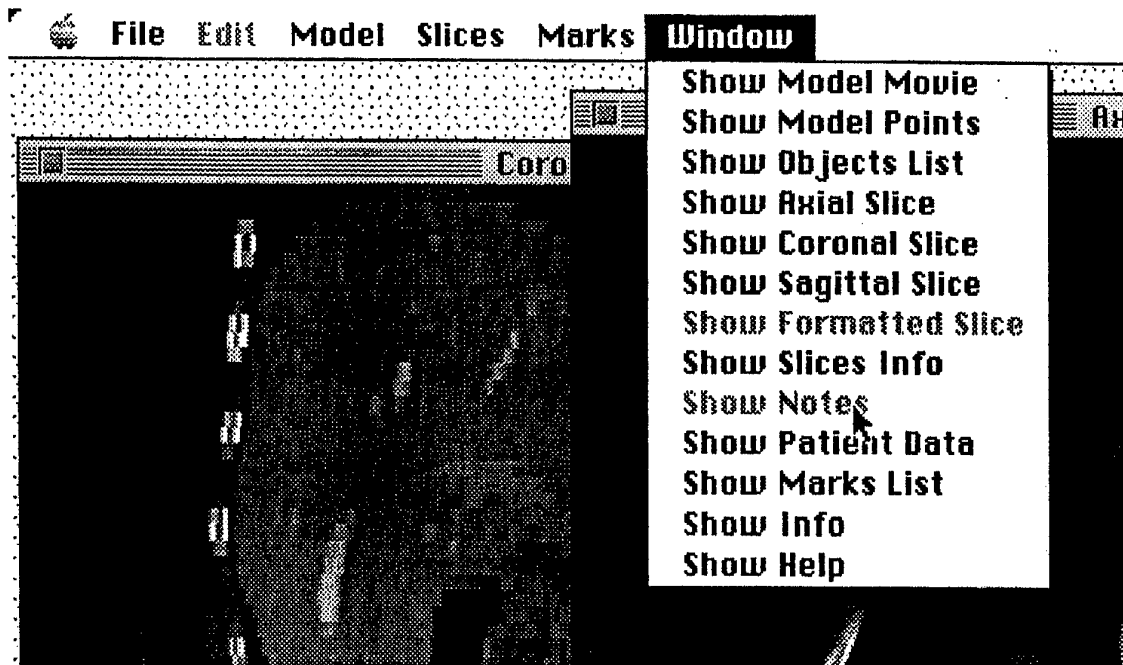 File Edit Model Slices Marks Window
Show Model Movie
Show Model Points
Ax
Show Objects List
Coro
Show Axial Slice
Show Coronal Slice
Show Sagittal Slice
Show Formatted Slice
Show Slices Info
Show Notes
Show Patient Data
Show Marks List
Show Info
Show Help